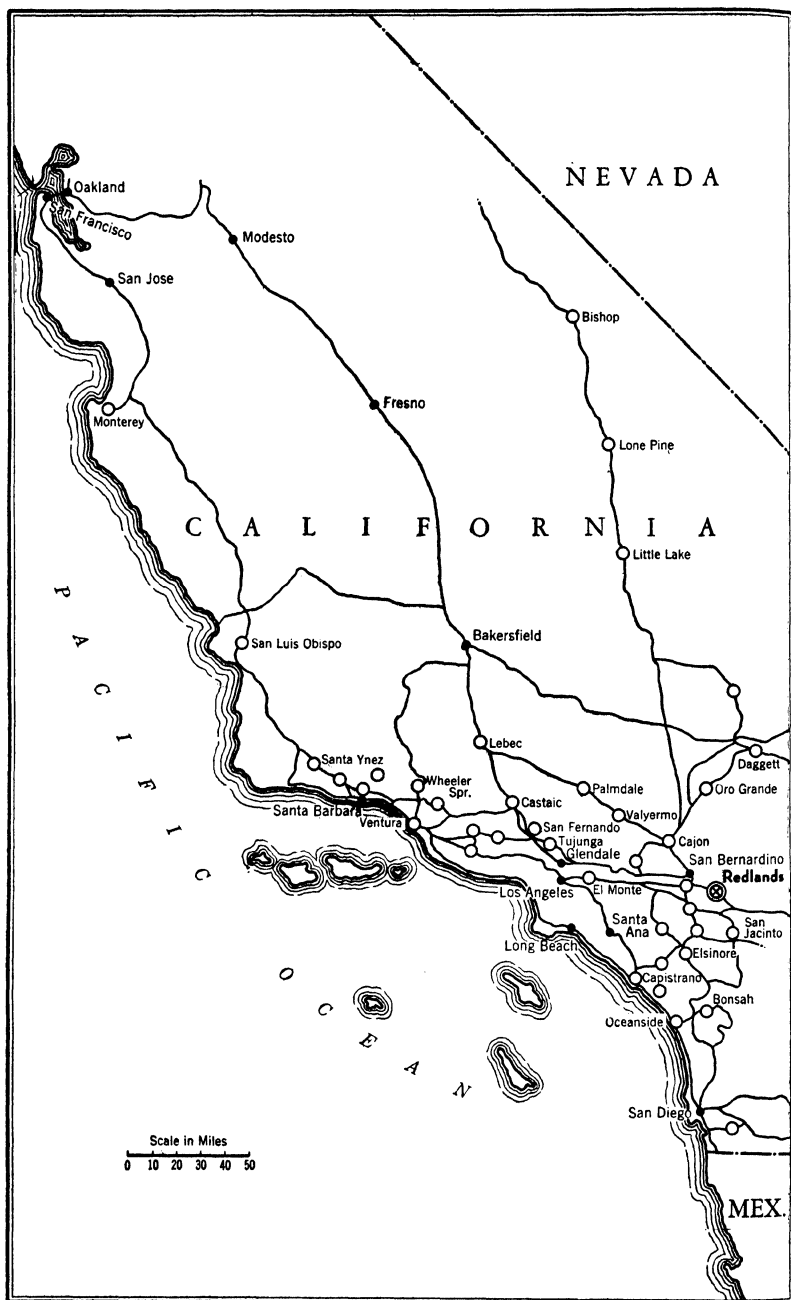 NEVADA
Oakland
San Francisco
Modesto
San Jose
Bishop
Fresno
Monterey
Lone Pine
CALIFORNIA
Little Lake
PACIFIC
OCEAN
San Luis Obispo
Bakersfield
Lebec
Daggett
Santa Ynez
Wheeler
Spr.
Palmdale
Oro Grande
Santa Barbara
Castaic
Valyermo
Ventura
San Fernando
Tujunga
Glendale
Cajon
San Bernardino
Redlands
Los Angeles
El Monte
Santa
Ana
San
Jacinto
Long Beach
Elsinore
Capistrano
Bonsah
Oceanside
San Diego
Scale in Miles
0 10 20 30 40 50
MEX.